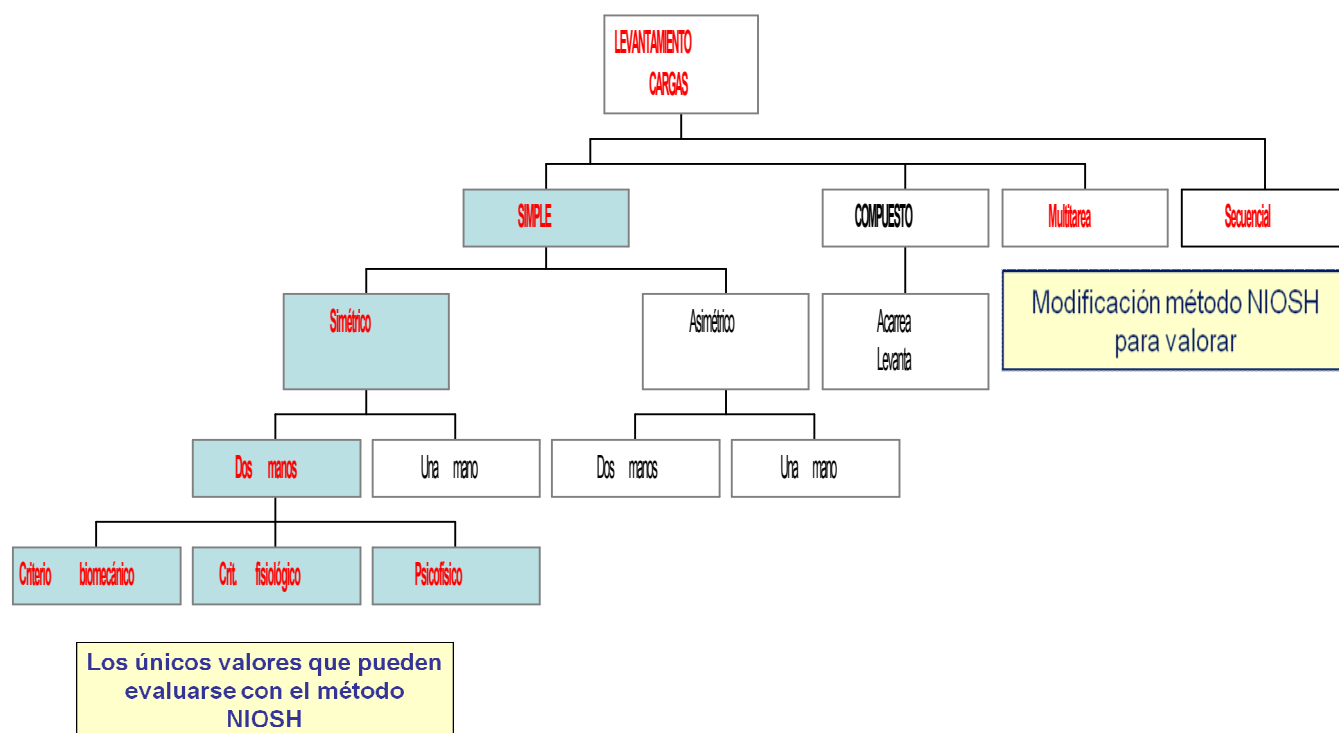 LEVANTAMIENTO
CARGAS
SIMPLE
COMPUESTO
Multitarea
Secuencial
Simétrico
Asimétrico
Acarrea
Levanta
Modificación método NIOSH
para valorar
Dos manos
Una mano
Dos manos
Una mano
Criterio biomecánico
Crit. fisiológico
Psicofísico
Los únicos valores que pueden
evaluarse con el método
NIOSH